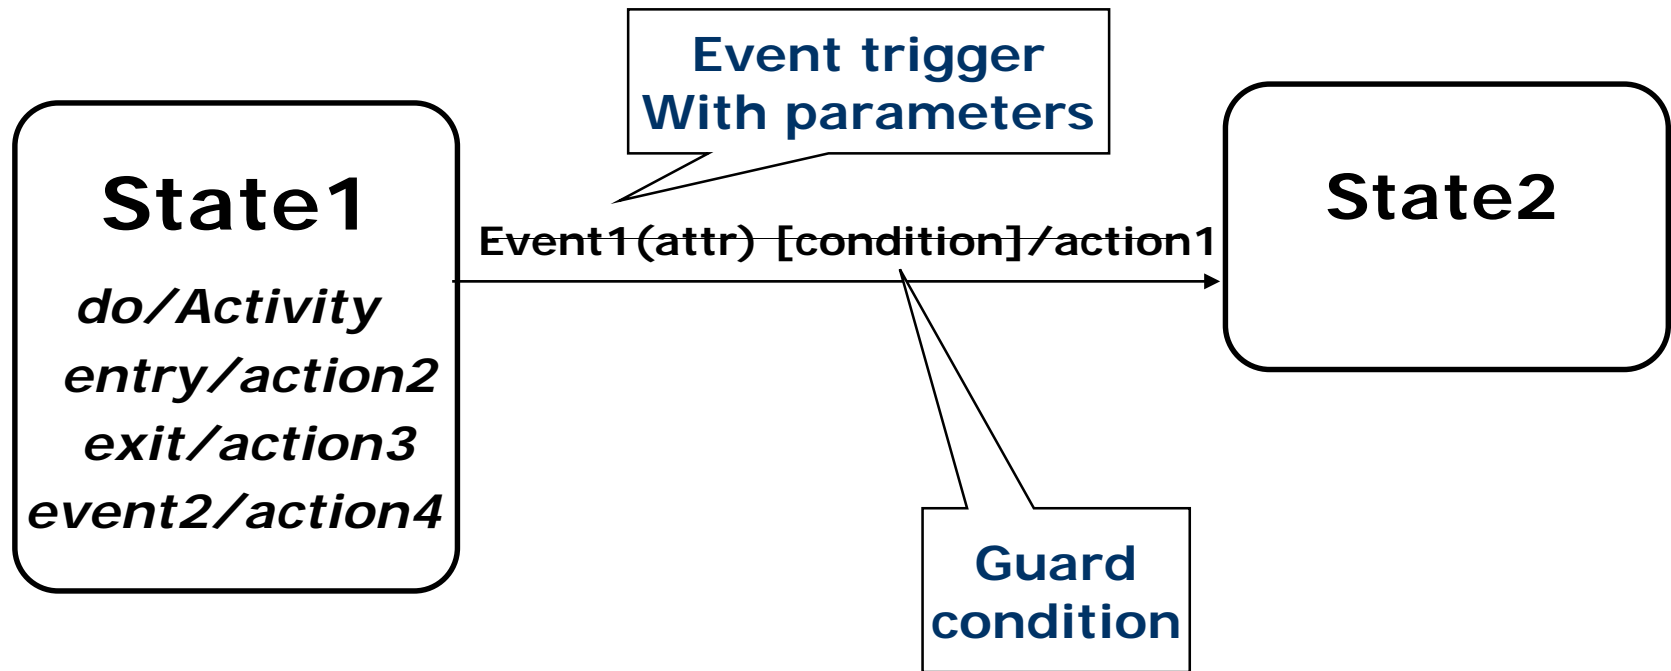 Event trigger
With parameters
State1
State2
Event1(attr) [condition]/action1
do/Activity
entry/action2
exit/action3
event2/action4
Guard
condition